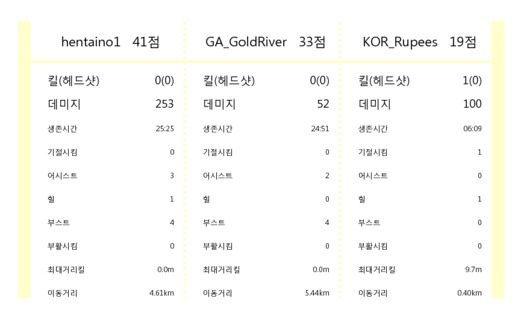 hentaino1 41점 GA_GoldRiver 33점 KOR_Rupees 19점
킬(헤드샷) 0(0) 킬(헤드샷) 0(0) 킬(헤드샷) 1(0)
데미지 253 데미지 52 데미지 100
생존시간 25:25 생존시간 24:51 생존시간 06:09
기절시킴 0 기절시킴 0 기절시킴 1
어시스트 3 어시스트 2 어시스트 0
힐 1 힐 0 힐 1
부스트 4 부스트 4 부스트 0
부활시킴 0 부활시킴 0 부활시킴 0
최대거리킬 0.0m 최대거리킬 0.0m 최대거리킬 9.7m
이동거리 4.61km 이동거리 5.44km 이동거리 0.40km